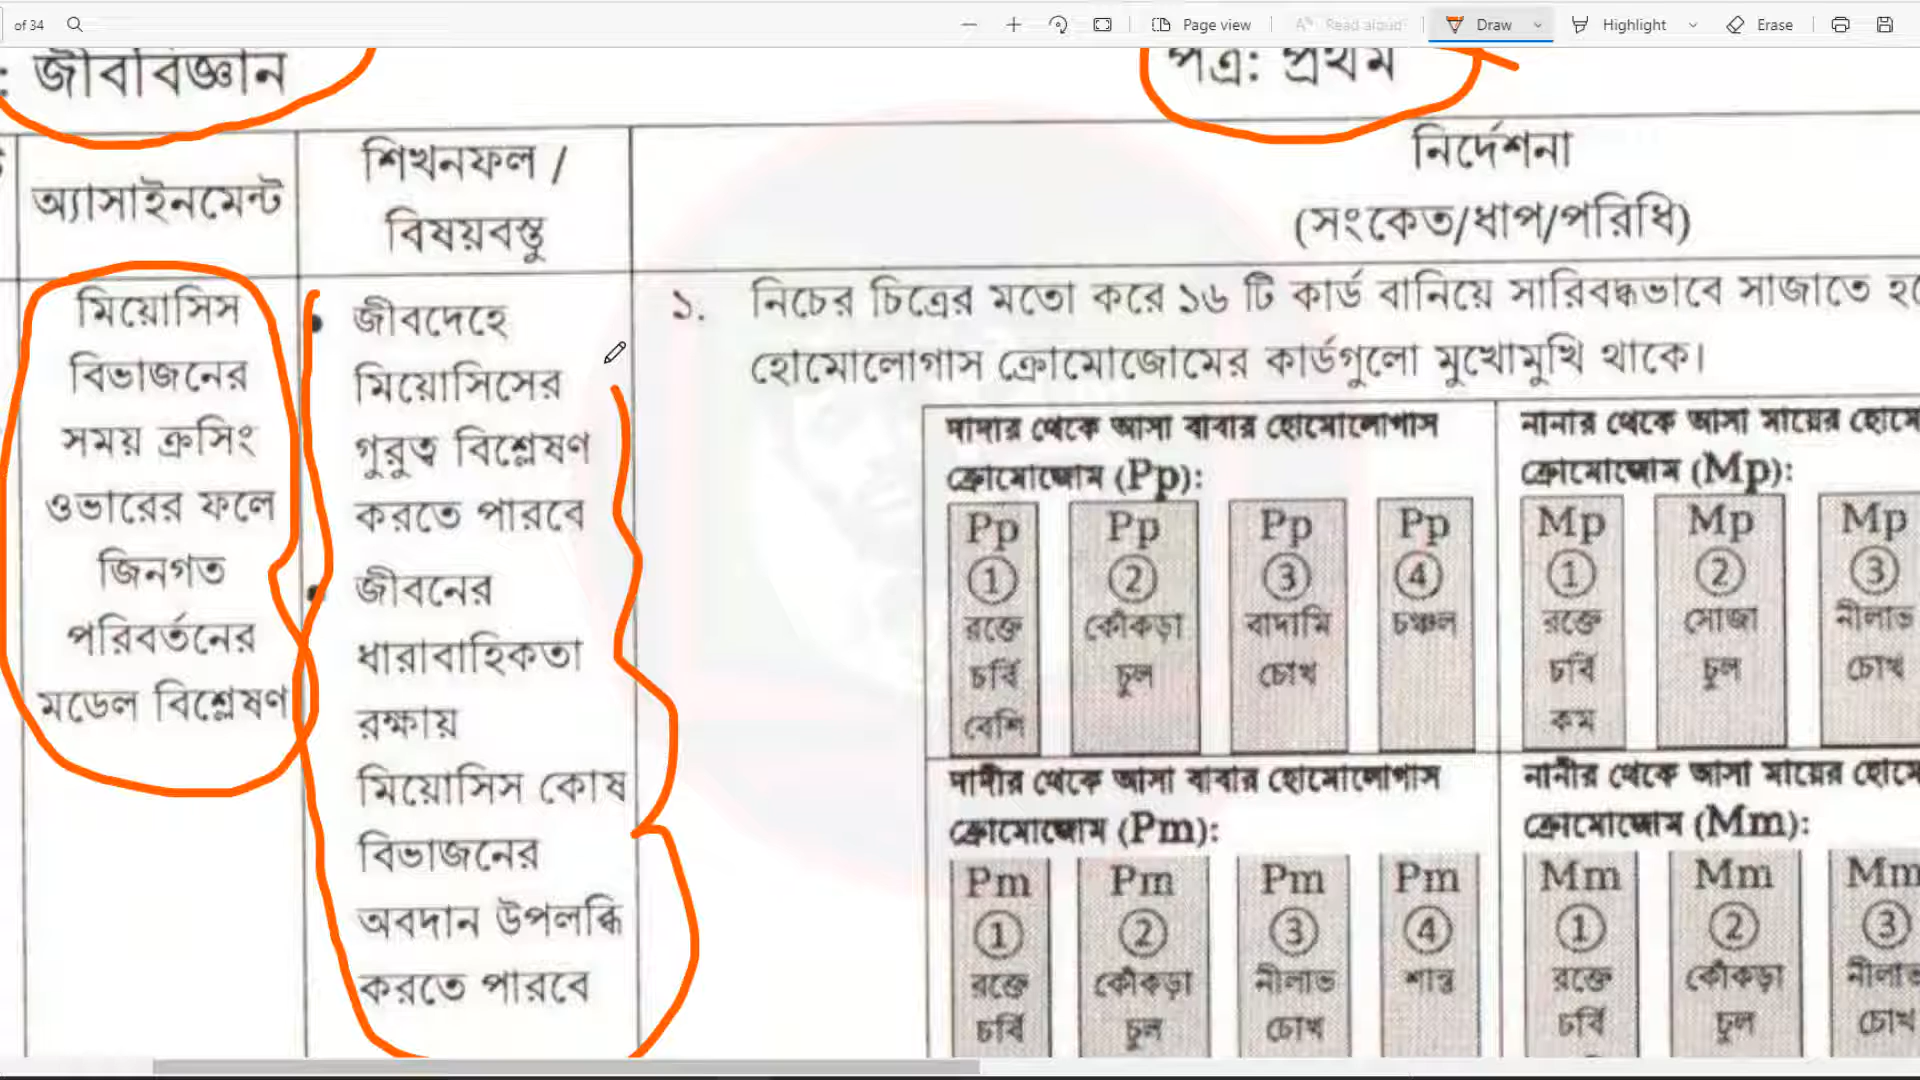 of 34
Page view
Read aloud
Draw
Highlight
Erase
: জীববিজ্ঞান
পত্র: প্রথম
অ্যাসাইনমেন্ট
শিখনফল /
বিষয়বস্তু
নির্দেশনা
(সংকেত/ধাপ/পরিধি)
মিয়োসিস
বিভাজনের
সময় ক্রসিং
ওভারের ফলে
জিনগত
পরিবর্তনের
মডেল বিশ্লেষণ
• জীবদেহে
মিয়োসিসের
গুরুত্ব বিশ্লেষণ
করতে পারবে
• জীবনের
ধারাবাহিকতা
রক্ষায়
মিয়োসিস কোষ
বিভাজনের
অবদান উপলব্ধি
করতে পারবে
১. নিচের চিত্রের মতো করে ১৬ টি কার্ড বানিয়ে সারিবদ্ধভাবে সাজাতে
হোমোলোগাস ক্রোমোজোমের কার্ডগুলো মুখোমুখি থাকে।
দাদার থেকে আসা বাবার হোমোলোগাস
ক্রোমোজোম (Pp):
Pp
①
রক্তে
চর্বি
বেশি
Pp
②
কোঁকড়া
চুল
Pp
③
বাদামি
চোখ
Pp
④
চঞ্চল
নানার থেকে আসা মায়ের
ক্রোমোজোম (Mp):
Mp
①
রক্তে
চর্বি
কম
Mp
②
সোজা
চুল
Mp
③
নীলাভ
চোখ
দাদীর থেকে আসা বাবার হোমোলোগাস
ক্রোমোজোম (Pm):
Pm
①
রক্তে
চর্বি
Pm
②
কোঁকড়া
চুল
Pm
③
নীলাভ
চোখ
Pm
④
শান্ত
নানীর থেকে আসা মায়ের
ক্রোমোজোম (Mm):
Mm
①
রক্তে
চর্বি
Mm
②
কোঁকড়া
চুল
Mm
③
নীলাভ
চোখ